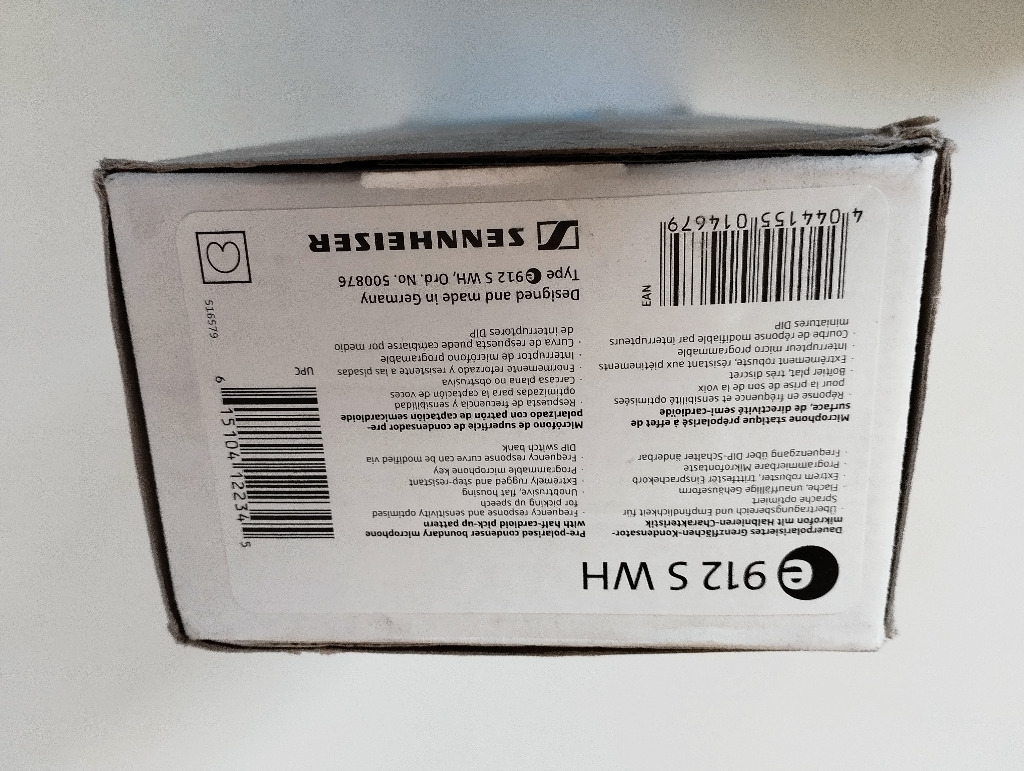 e 912 S WH
Dauerpolarisiertes Grenzflächen-Kondensator-
mikrofon mit Halbnieren-Charakteristik
· Übertragungsbereich und Empfindlichkeit für
Sprache optimiert
· Flache, unauffällige Gehäuseform
· Extrem robuster, trittfester Einsprachekorb
· Programmierbare Mikrofontaste
· Frequenzgang über DIP-Schalter änderbar
Pre-polarised condenser boundary microphone
with half-cardioid pick-up pattern
· Frequency response and sensitivity optimised
for picking up speech
· Unobtrusive, flat housing
· Extremely rugged and step-resistant
· Programmable microphone key
· Frequency response curve can be modified via
DIP switch bank
Microphone statique prépolarisé à effet de
surface, de directivité semi-cardioïde
· Réponse en fréquence et sensibilité optimisées
pour la prise de son de la voix
· Boîtier plat, très discret
· Extrêmement robuste, résistant aux piétinements
· Interrupteur micro programmable
· Courbe de réponse modifiable par interrupteurs
miniatures DIP
Micrófono de superficie de condensador pre-
polarizado con patrón de captación semicardioide
· Respuesta de frecuencia y sensibilidad
optimizadas para la captación de voces
· Carcasa plana no obstrusiva
· Enormemente reforzado y resistente a las pisadas
· Interruptor de micrófono programable
· Curva de respuesta puede cambiarse por medio
de interruptores DIP
EAN
4 044155 014679
Designed and made in Germany
Type e 912 S WH, Ord. No. 500876
SENNHEISER
UPC
6 15104 12234 5
516579